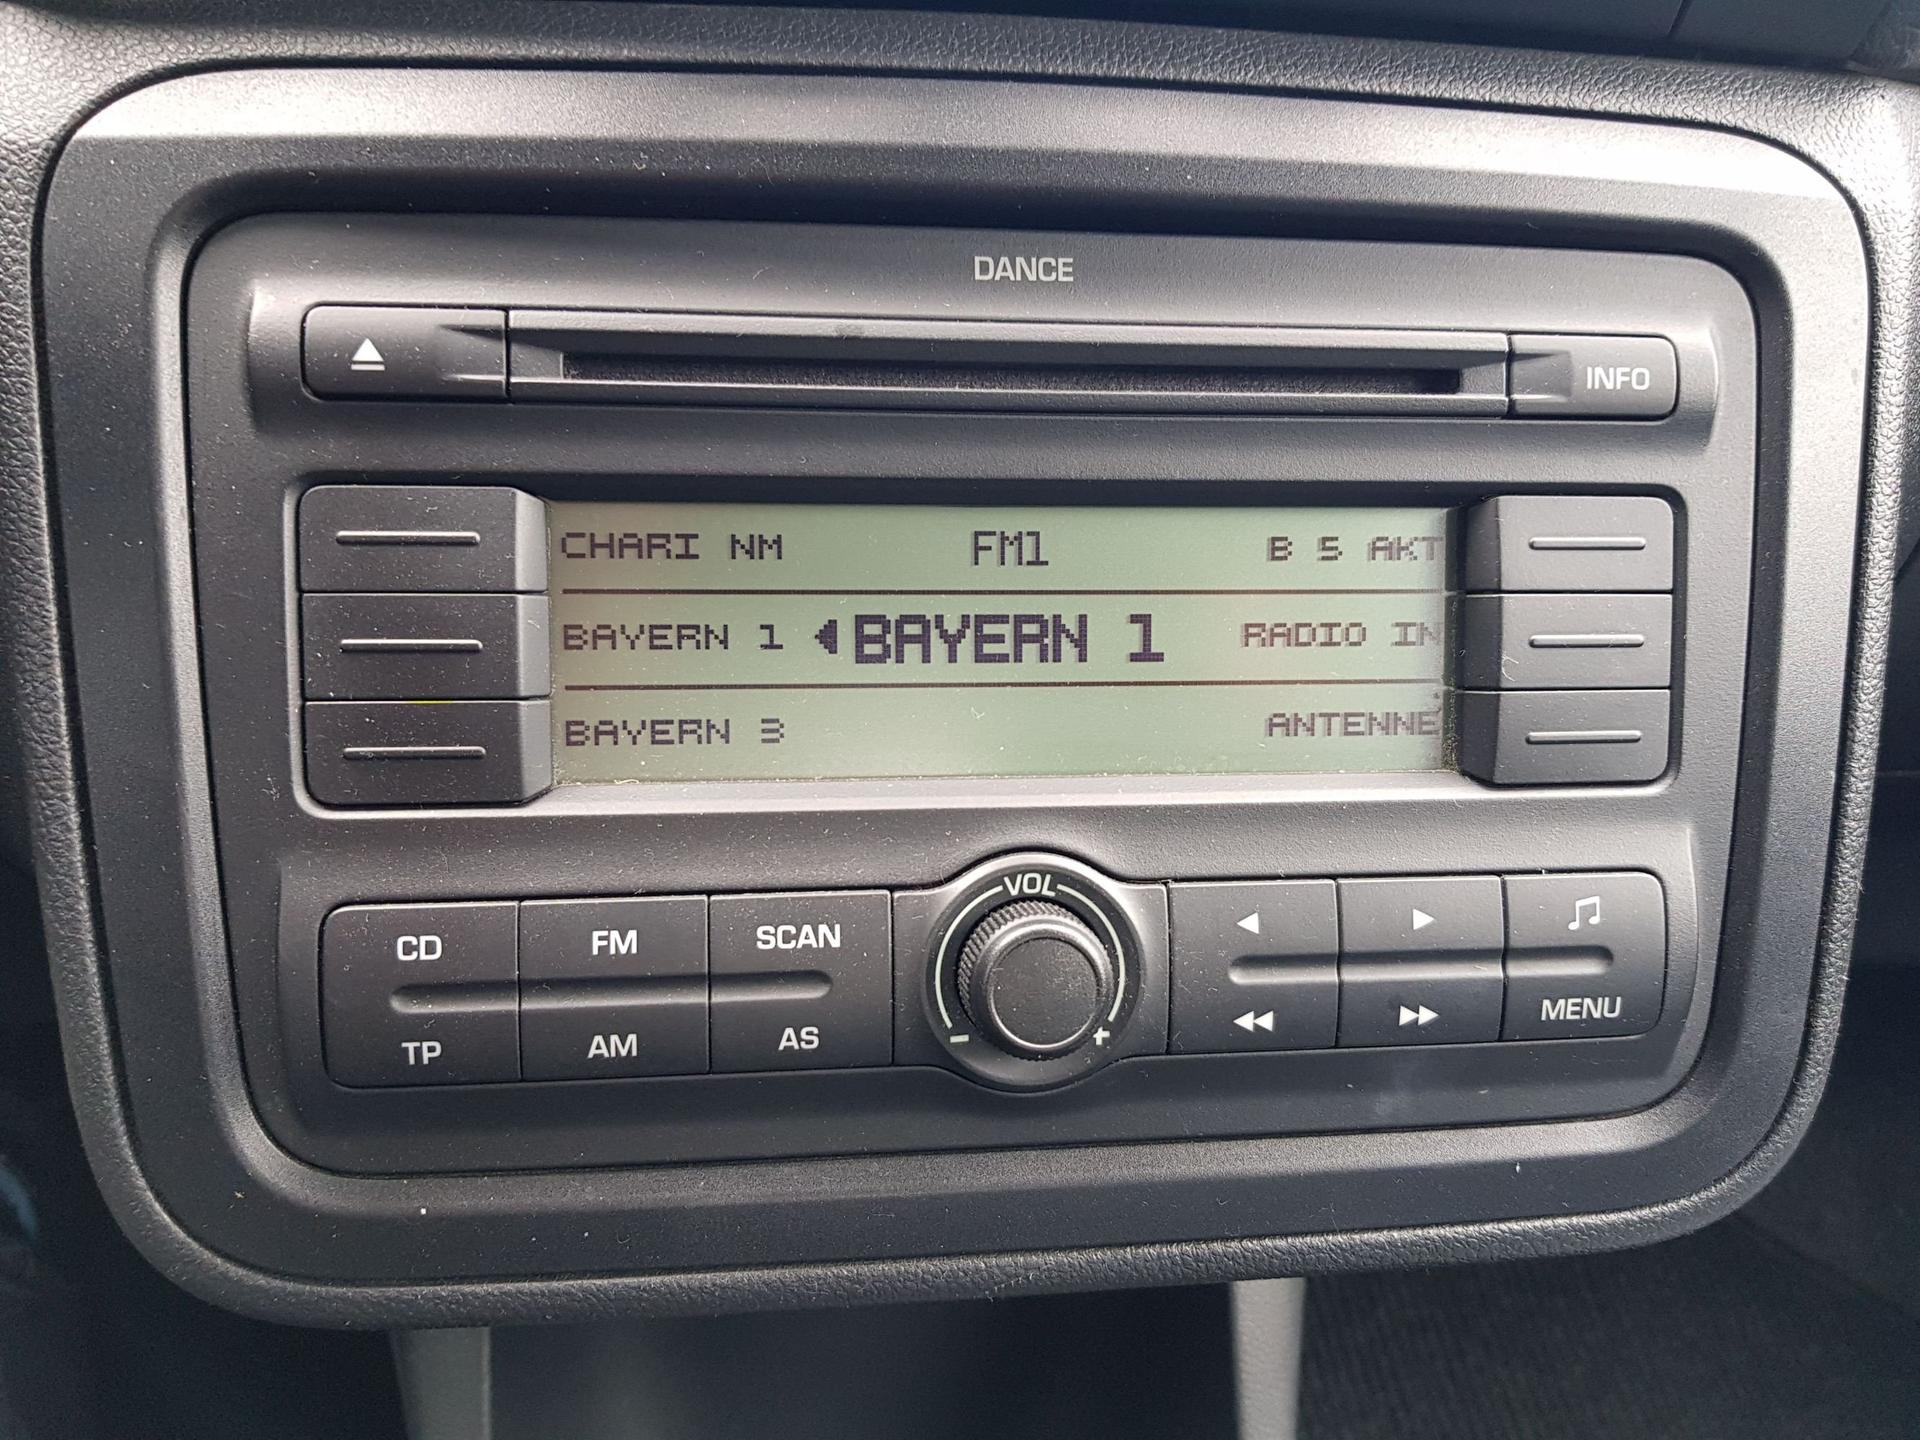 DANCE
INFO
CHARI NM FM1 B 5 AKT
BAYERN 1 BAYERN 1 RADIO IN
BAYERN 3 ANTENNE
VOL
CD FM SCAN
TP AM AS
- +
MENU